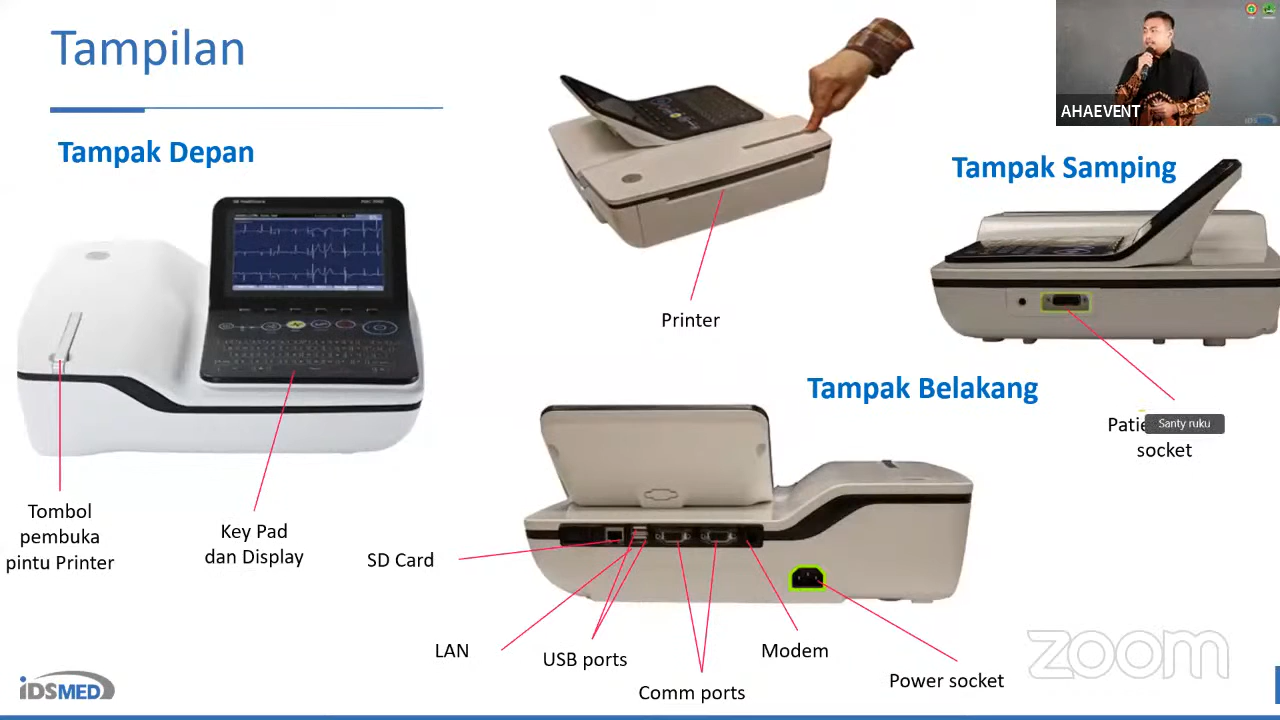 Tampilan
AHAEVENT
Tampak Depan
Tampak Samping
Printer
Tampak Belakang
Santy ruku
socket
Tombol
pembuka
pintu Printer
Key Pad
dan Display
SD Card
LAN
USB ports
Comm ports
Modem
Power socket
zoom
iDSMED